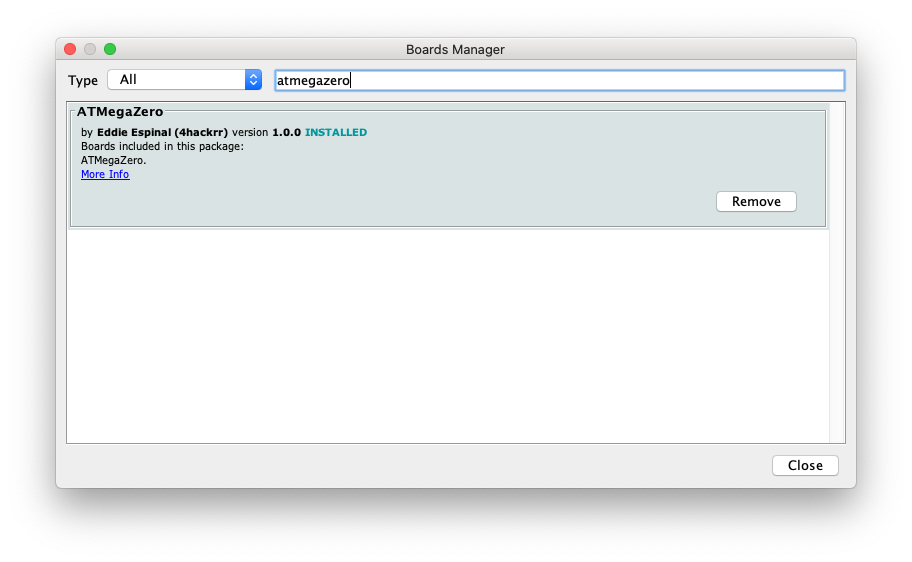 Boards Manager
Type All atmegazero
ATMegaZero
by Eddie Espinal (4hackrr) version 1.0.0 INSTALLED
Boards included in this package:
ATMegaZero.
More Info
Remove
Close